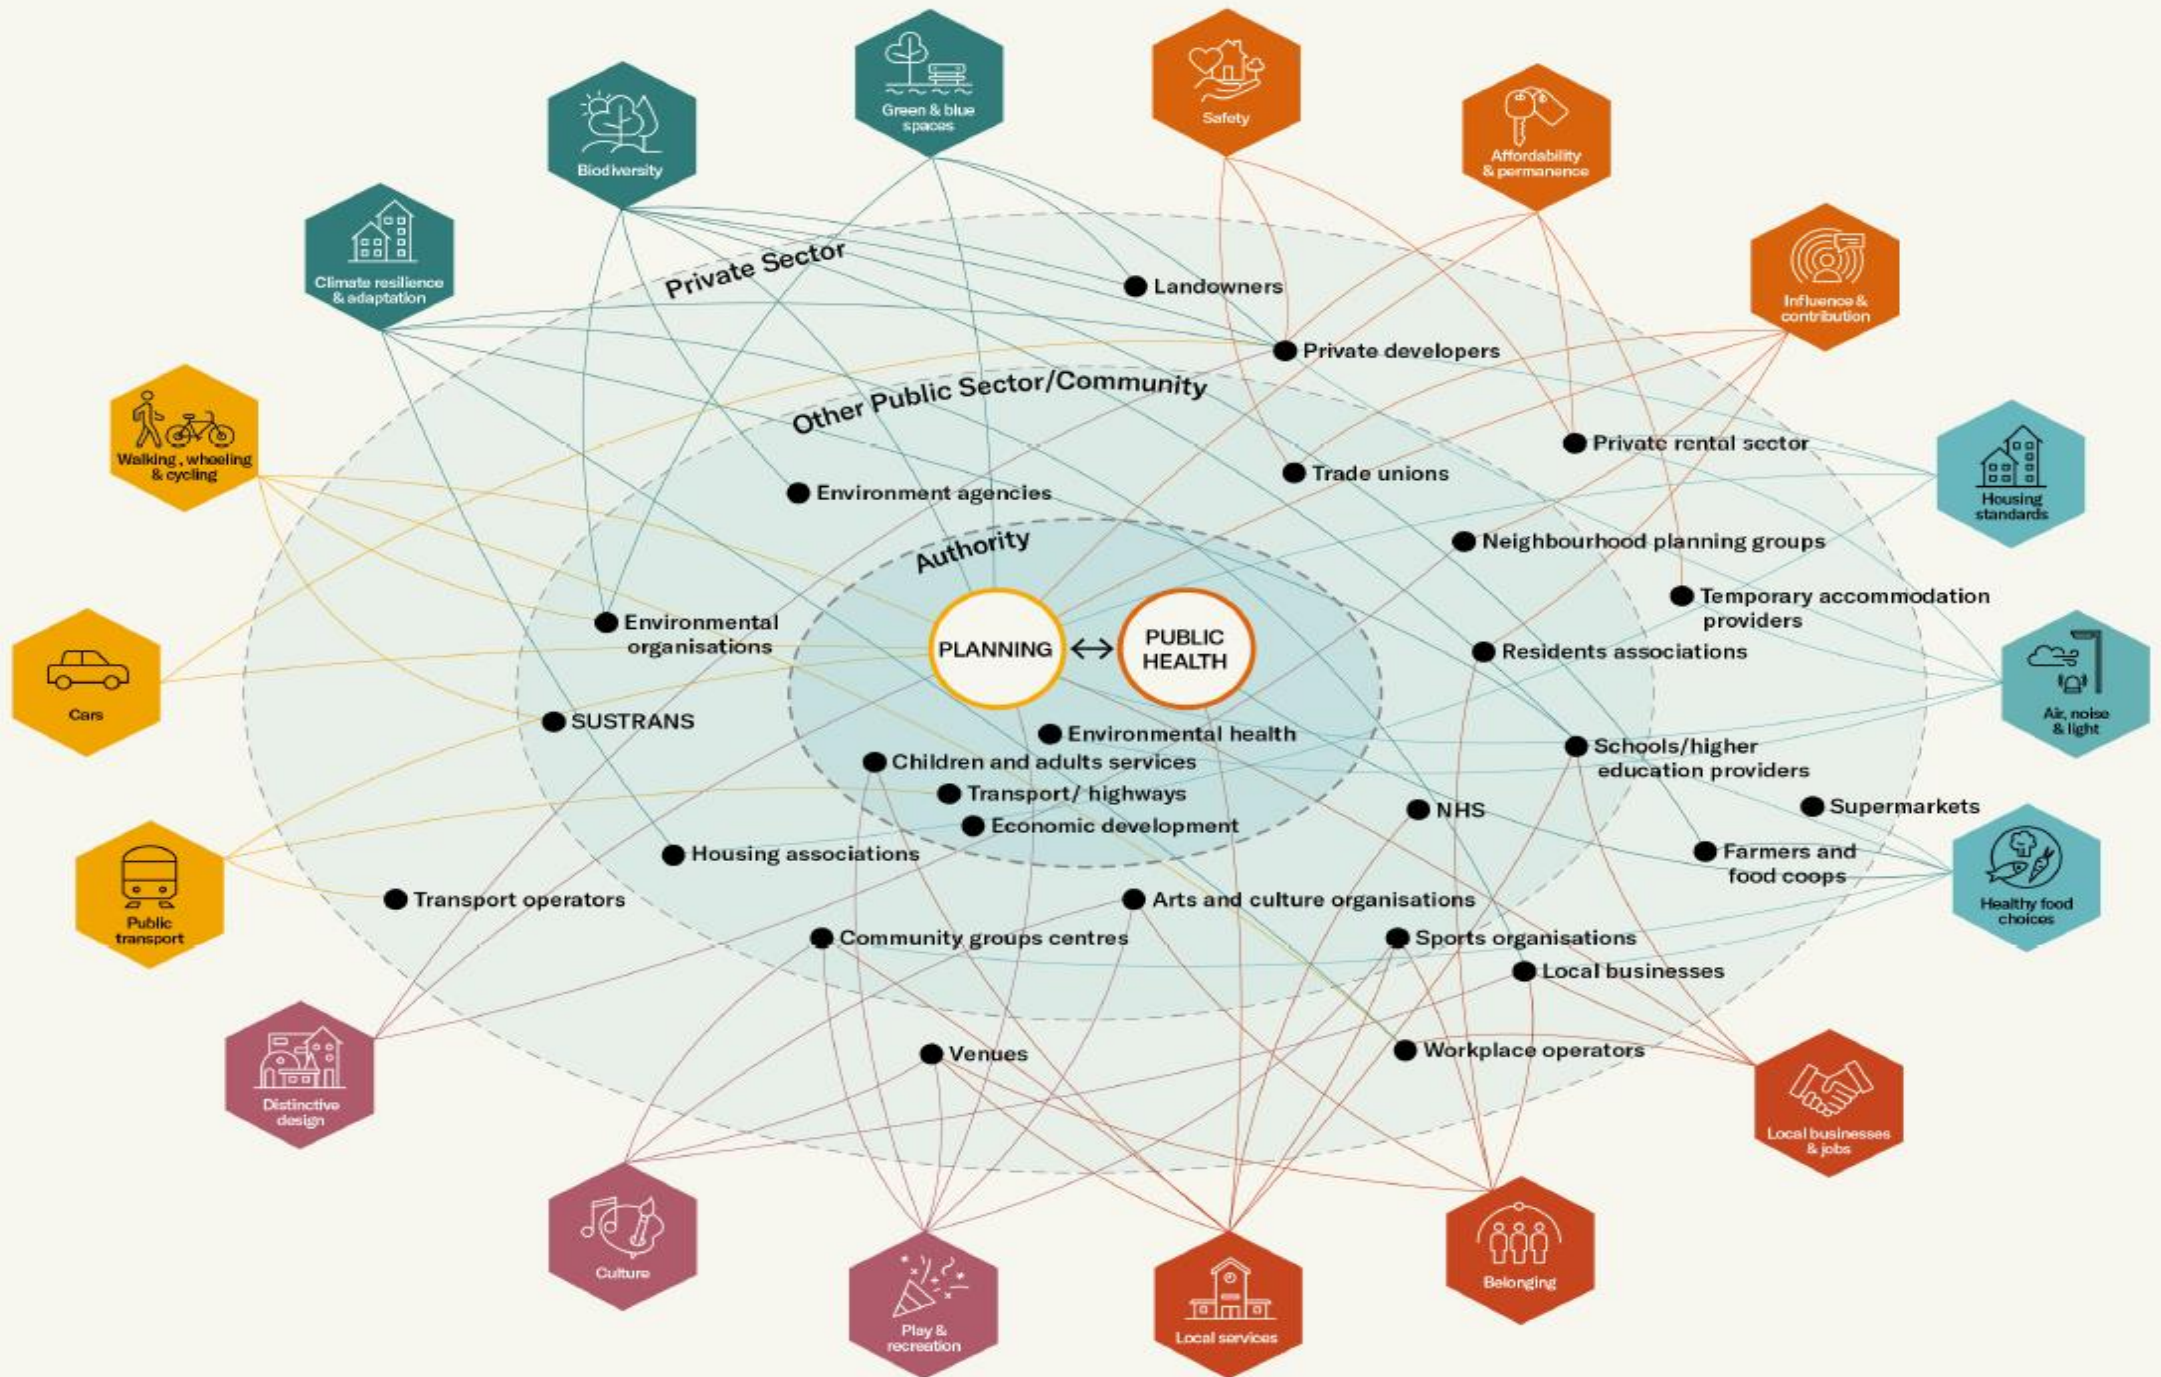 Green & blue
spaces
Safety
Biodiversity
Affordability
& permanence
Climate resilience
& adaptation
Influence &
contribution
Private Sector
Landowners
Private developers
Other Public Sector/Community
Walking, wheeling
& cycling
Private rental sector
Trade unions
Environment agencies
Housing
standards
Authority
Neighbourhood planning groups
Temporary accommodation
providers
Environmental
organisations
PLANNING
PUBLIC
HEALTH
Residents associations
Cars
SUSTRANS
Environmental health
Air, noise
& light
Schools/higher
education providers
Children and adults services
Transport/ highways
Economic development
NHS
Supermarkets
Housing associations
Farmers and
food coops
Public
transport
Transport operators
Arts and culture organisations
Healthy food
choices
Community groups centres
Sports organisations
Local businesses
Venues
Workplace operators
Distinctive
design
Local businesses
& jobs
Culture
Belonging
Play &
recreation
Local services